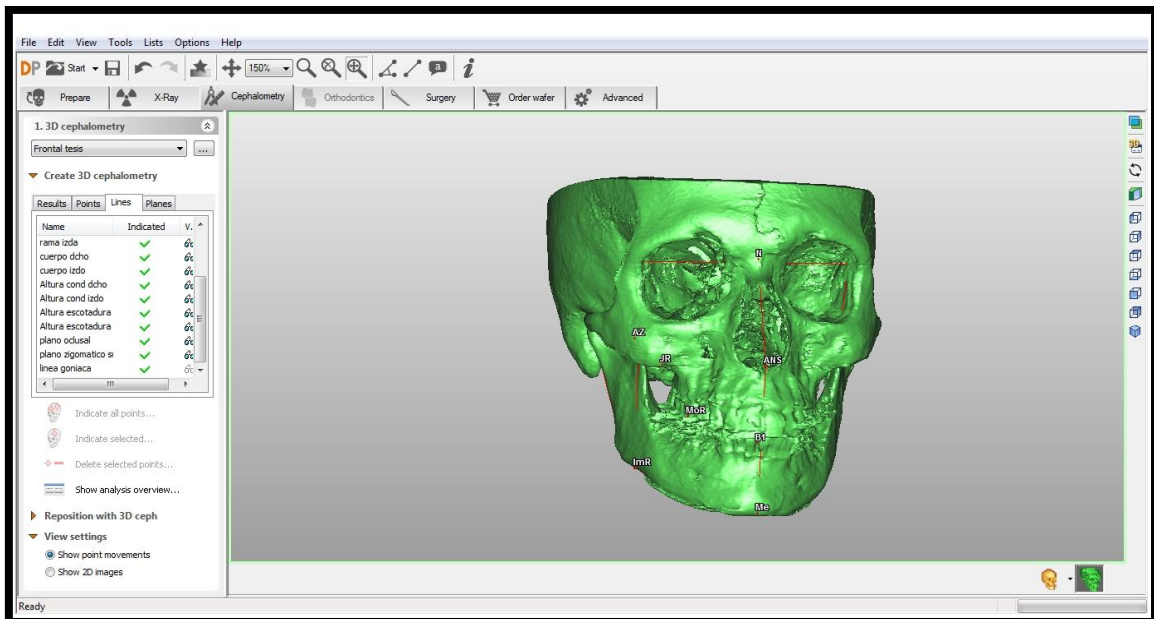 File Edit View Tools Lists Options Help
DP Start 150% a i
Prepare X-Ray Cephalometry Orthodontics Surgery Order wafer Advanced
1. 3D cephalometry
Frontal tesis ...
Create 3D cephalometry
Results Points Lines Planes
Name Indicated V.
rama izda
cuerpo dcho
cuerpo izdo
Altura cond dcho
Altura cond izdo
Altura escotadura
Altura escotadura
plano oclusal
plano zigomatico su
linea goniaca
Indicate all points...
Indicate selected...
Delete selected points...
Show analysis overview...
Reposition with 3D ceph
View settings
Show point movements
Show 2D images
Ready
N
AZ
JR
ANS
MoR
B1
ImR
Me
3D